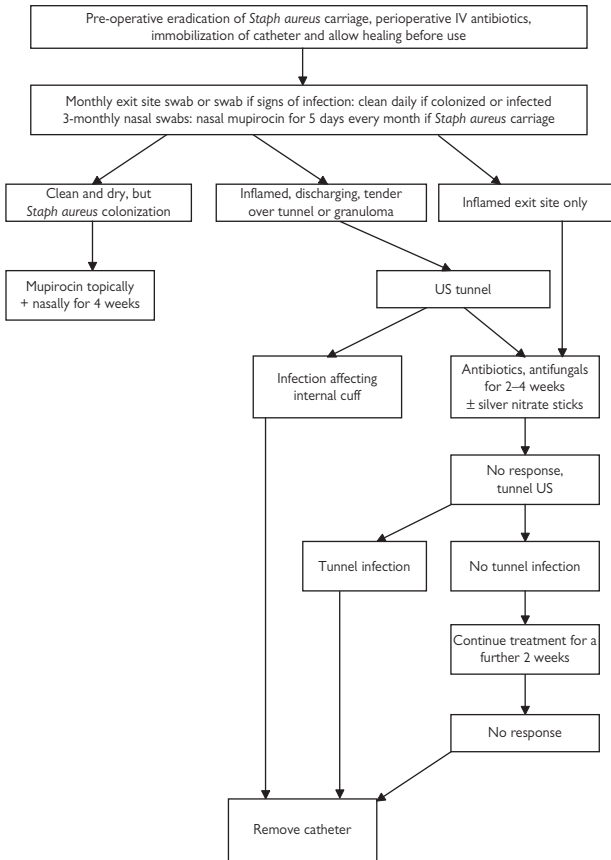 Pre-operative eradication of Staph aureus carriage, perioperative IV antibiotics,
immobilization of catheter and allow healing before use
Monthly exit site swab or swab if signs of infection: clean daily if colonized or infected
3-monthly nasal swabs: nasal mupirocin for 5 days every month if Staph aureus carriage
Clean and dry, but
Staph aureus colonization
Inflamed, discharging, tender
over tunnel or granuloma
Inflamed exit site only
Mupirocin topically
+ nasally for 4 weeks
US tunnel
Infection affecting
internal cuff
Antibiotics, antifungals
for 2–4 weeks
± silver nitrate sticks
No response,
tunnel US
Tunnel infection
No tunnel infection
Continue treatment for a
further 2 weeks
No response
Remove catheter